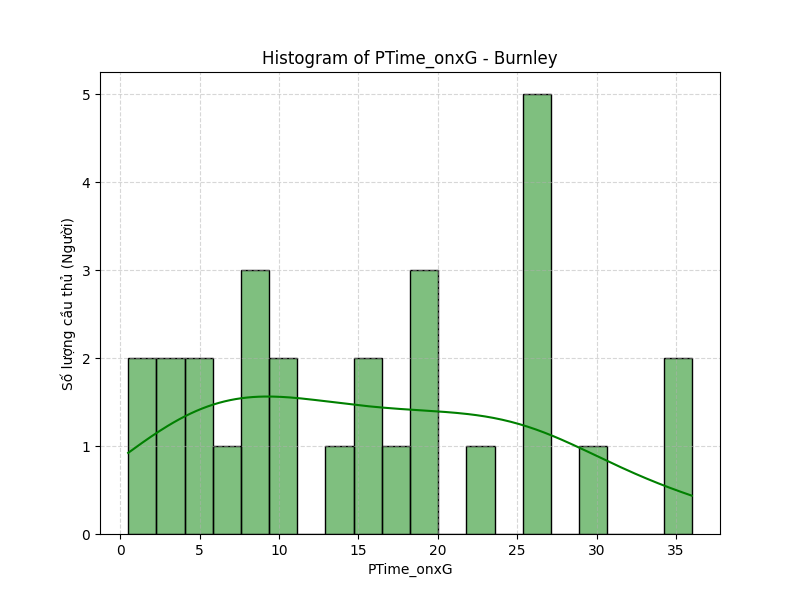 Histogram of PTime_onxG - Burnley
Số lượng cầu thủ (Người)
5
4
3
2
1
0
0 5 10 15 20 25 30 35
PTime_onxG